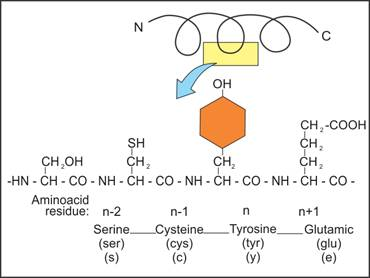 N
C
OH
SH
CH₂-COOH
CH₂OH
CH₂
CH₂
CH₂
CH₂
-HN - CH - CO - NH - CH - CO - NH - CH - CO - NH - CH - CO -
Aminoacid
residue: n-2 n-1 n n+1
Serine Cysteine Tyrosine Glutamic
(ser) (cys) (tyr) (glu)
(s) (c) (y) (e)